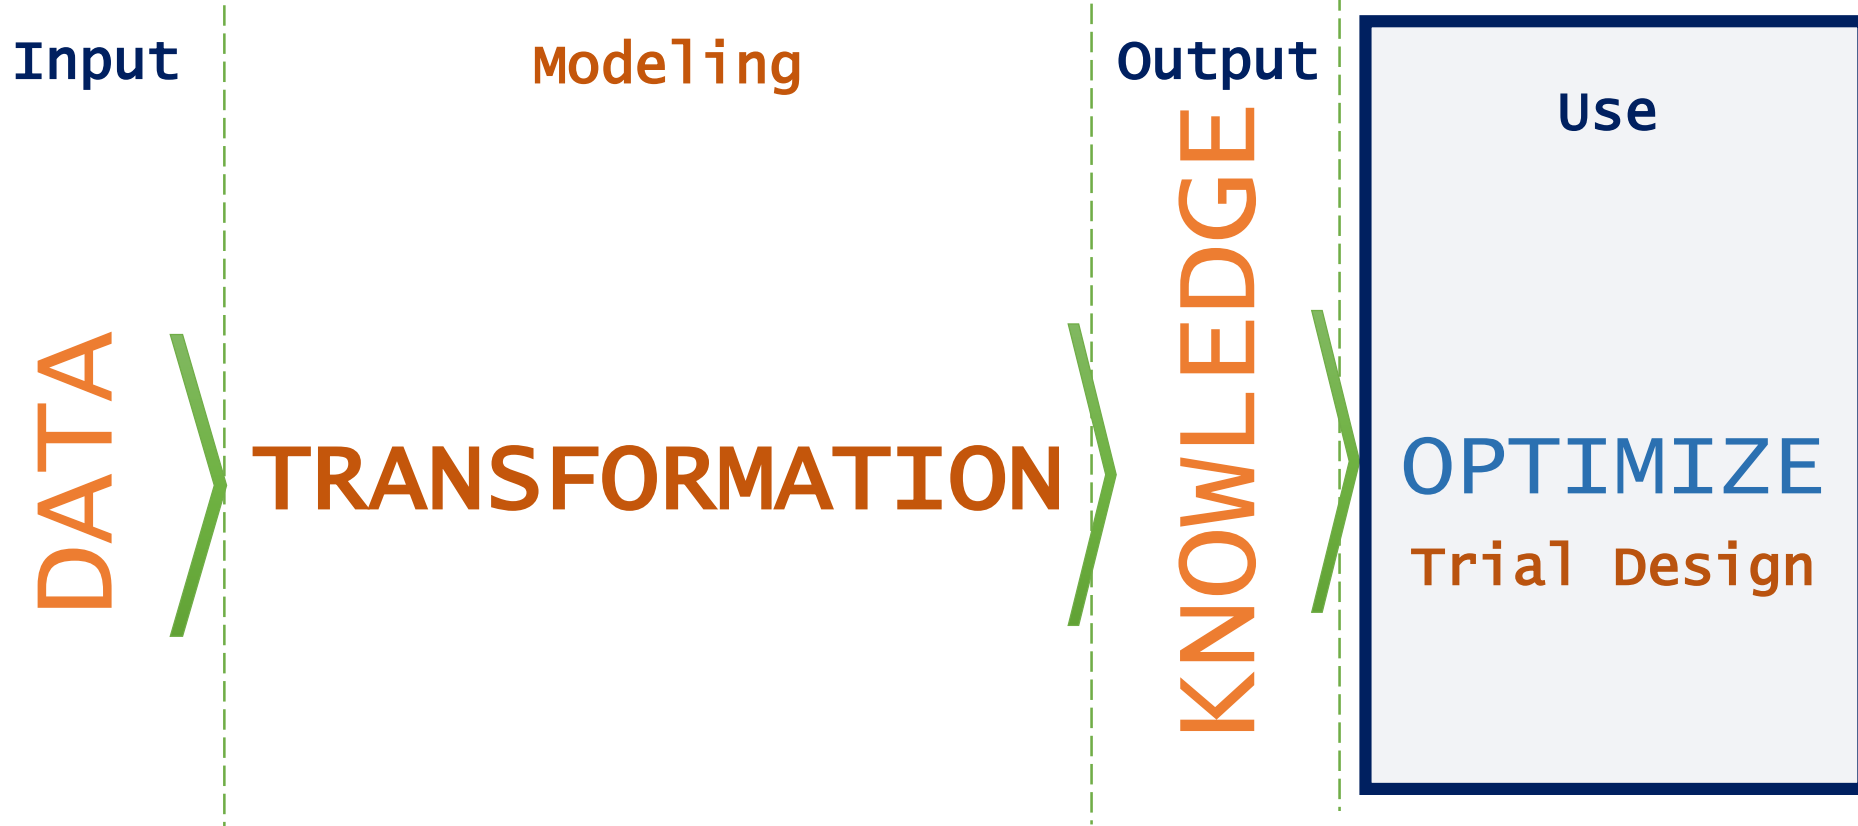 Input
DATA
Modeling
TRANSFORMATION
Output
KNOWLEDGE
Use
OPTIMIZE
Trial Design